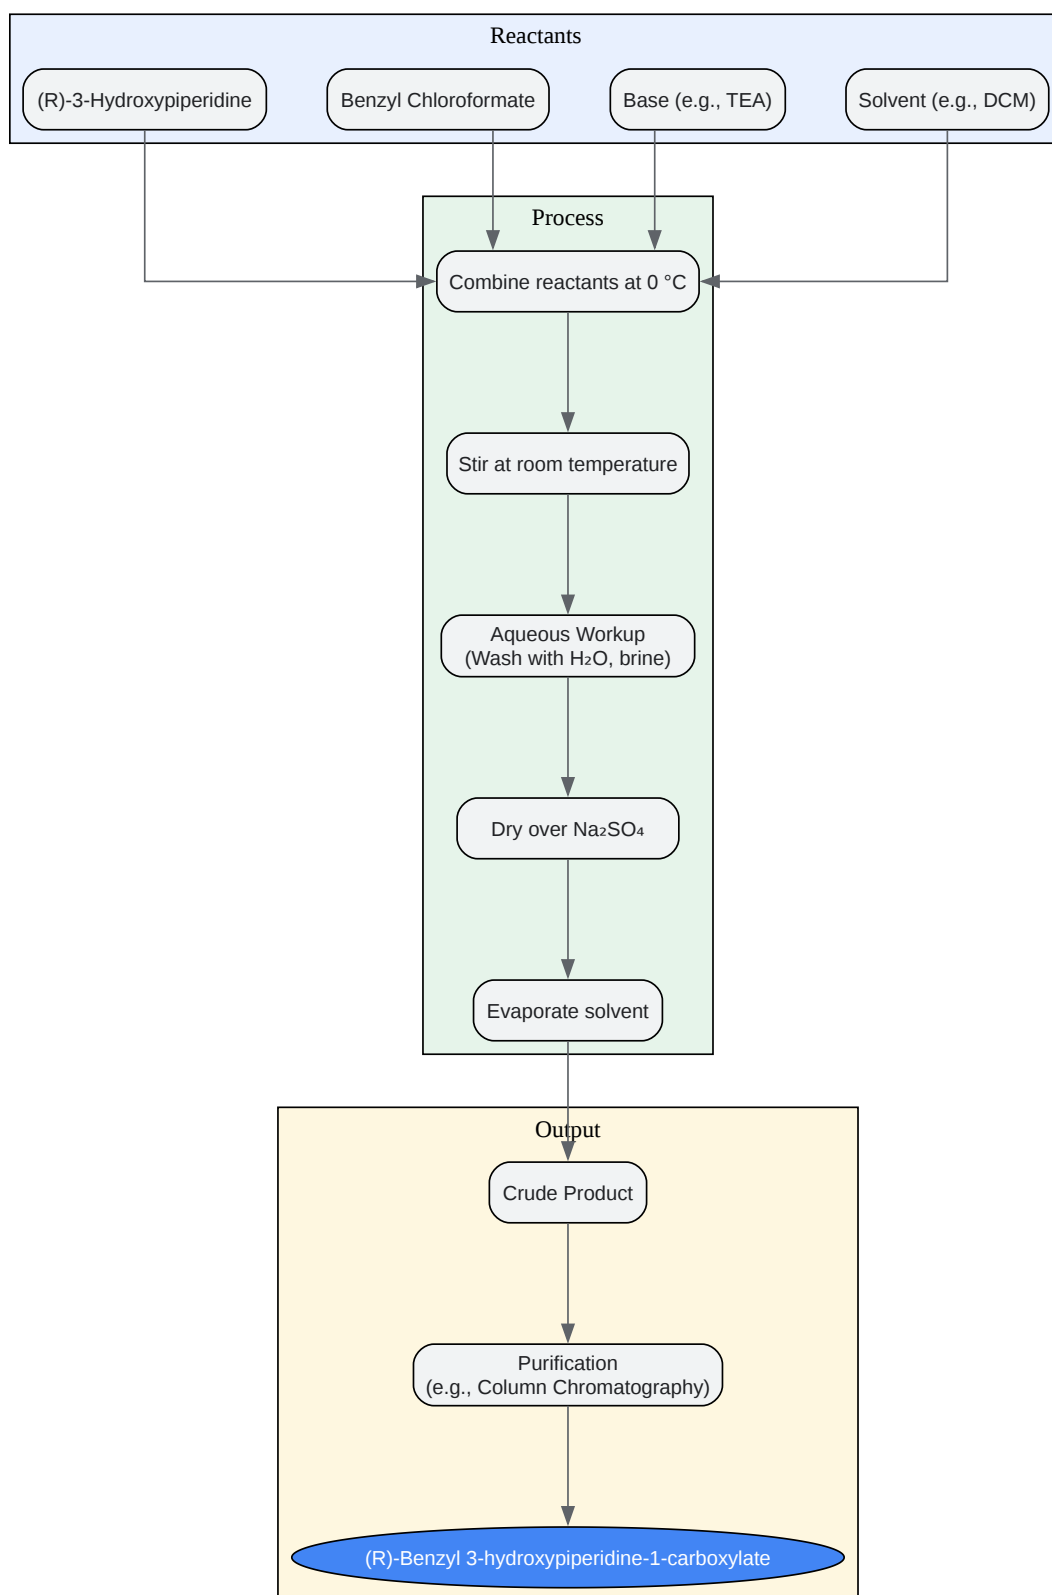 Reactants
(R)-3-Hydroxypiperidine
Benzyl Chloroformate
Base (e.g., TEA)
Solvent (e.g., DCM)
Process
Combine reactants at 0 °C
Stir at room temperature
Aqueous Workup
(Wash with H₂O, brine)
Dry over Na₂SO₄
Evaporate solvent
Output
Crude Product
Purification
(e.g., Column Chromatography)
(R)-Benzyl 3-hydroxypiperidine-1-carboxylate